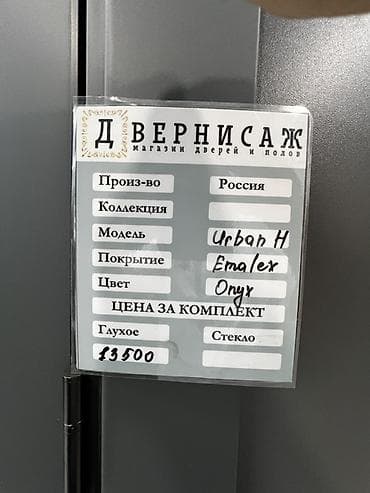 ДВЕРНИСАЖ
магазин дверей и полов
Произ-во Россия
Коллекция
Модель Urban H
Покрытие Emalex
Цвет Onyx
ЦЕНА ЗА КОМПЛЕКТ
Глухое Стекло
13500